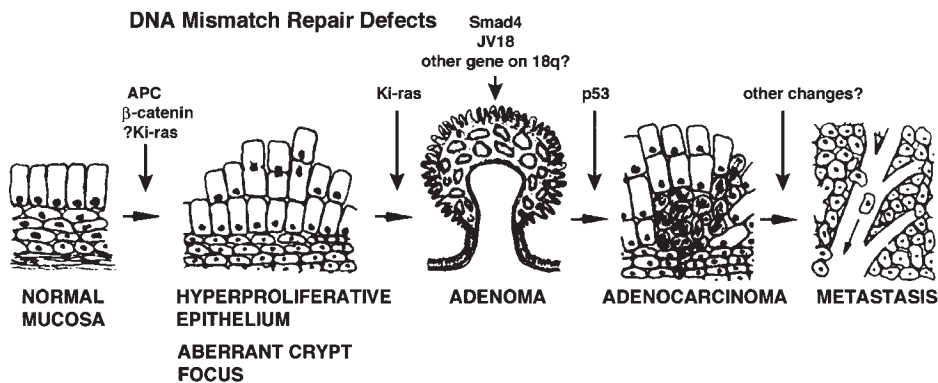 DNA Mismatch Repair Defects
Smad4
JV18
other gene on 18q?
APC
β-catenin
?Ki-ras
Ki-ras
p53
other changes?
NORMAL
MUCOSA
HYPERPROLIFERATIVE
EPITHELIUM
ABERRANT CRYPT
FOCUS
ADENOMA
ADENOCARCINOMA
METASTASIS